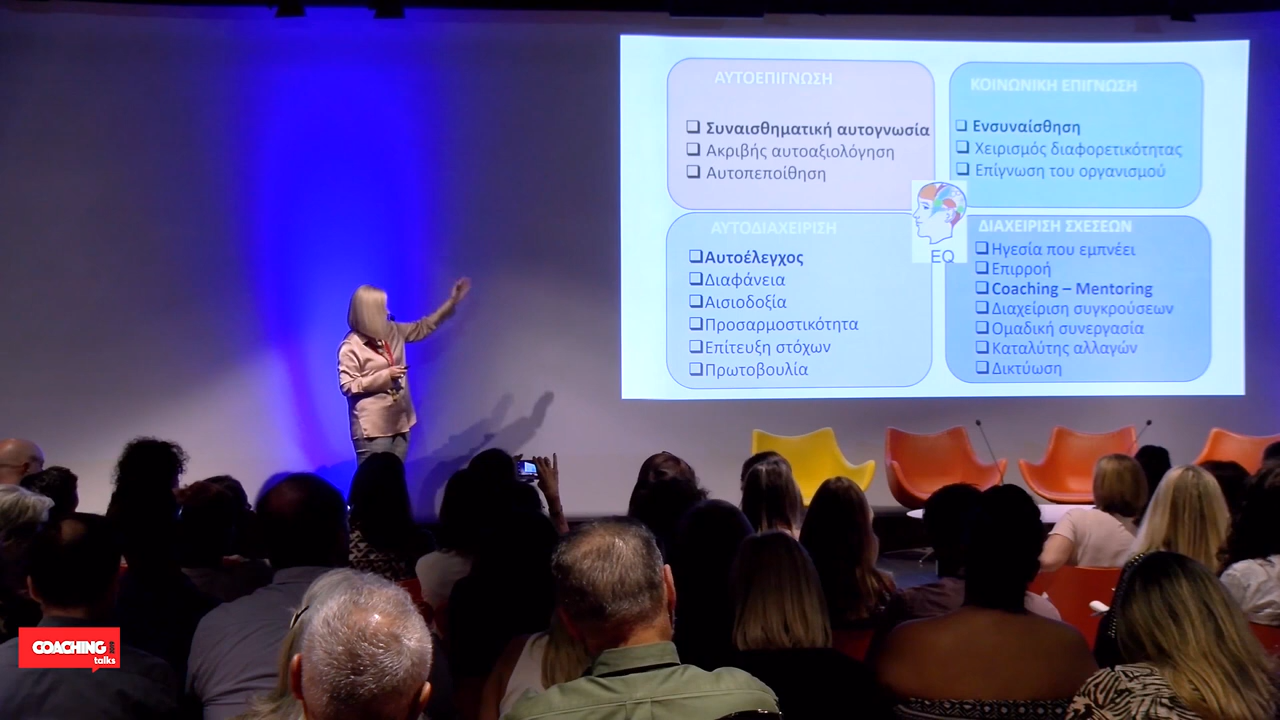 ΑΥΤΟΕΠΙΓΝΩΣΗ
❑ Συναισθηματική αυτογνωσία
❑ Ακριβής αυτοαξιολόγηση
❑ Αυτοπεποίθηση
ΚΟΙΝΩΝΙΚΗ ΕΠΙΓΝΩΣΗ
❑ Ενσυναίσθηση
❑ Χειρισμός διαφορετικότητας
❑ Επίγνωση του οργανισμού
ΑΥΤΟΔΙΑΧΕΙΡΙΣΗ
❑Αυτοέλεγχος
❑Διαφάνεια
❑Αισιοδοξία
❑Προσαρμοστικότητα
❑Επίτευξη στόχων
❑Πρωτοβουλία
EQ
ΔΙΑΧΕΙΡΙΣΗ ΣΧΕΣΕΩΝ
❑Ηγεσία που εμπνέει
❑Επιρροή
❑Coaching – Mentoring
❑Διαχείριση συγκρούσεων
❑Ομαδική συνεργασία
❑Καταλύτης αλλαγών
❑Δικτύωση
COACHING
talks